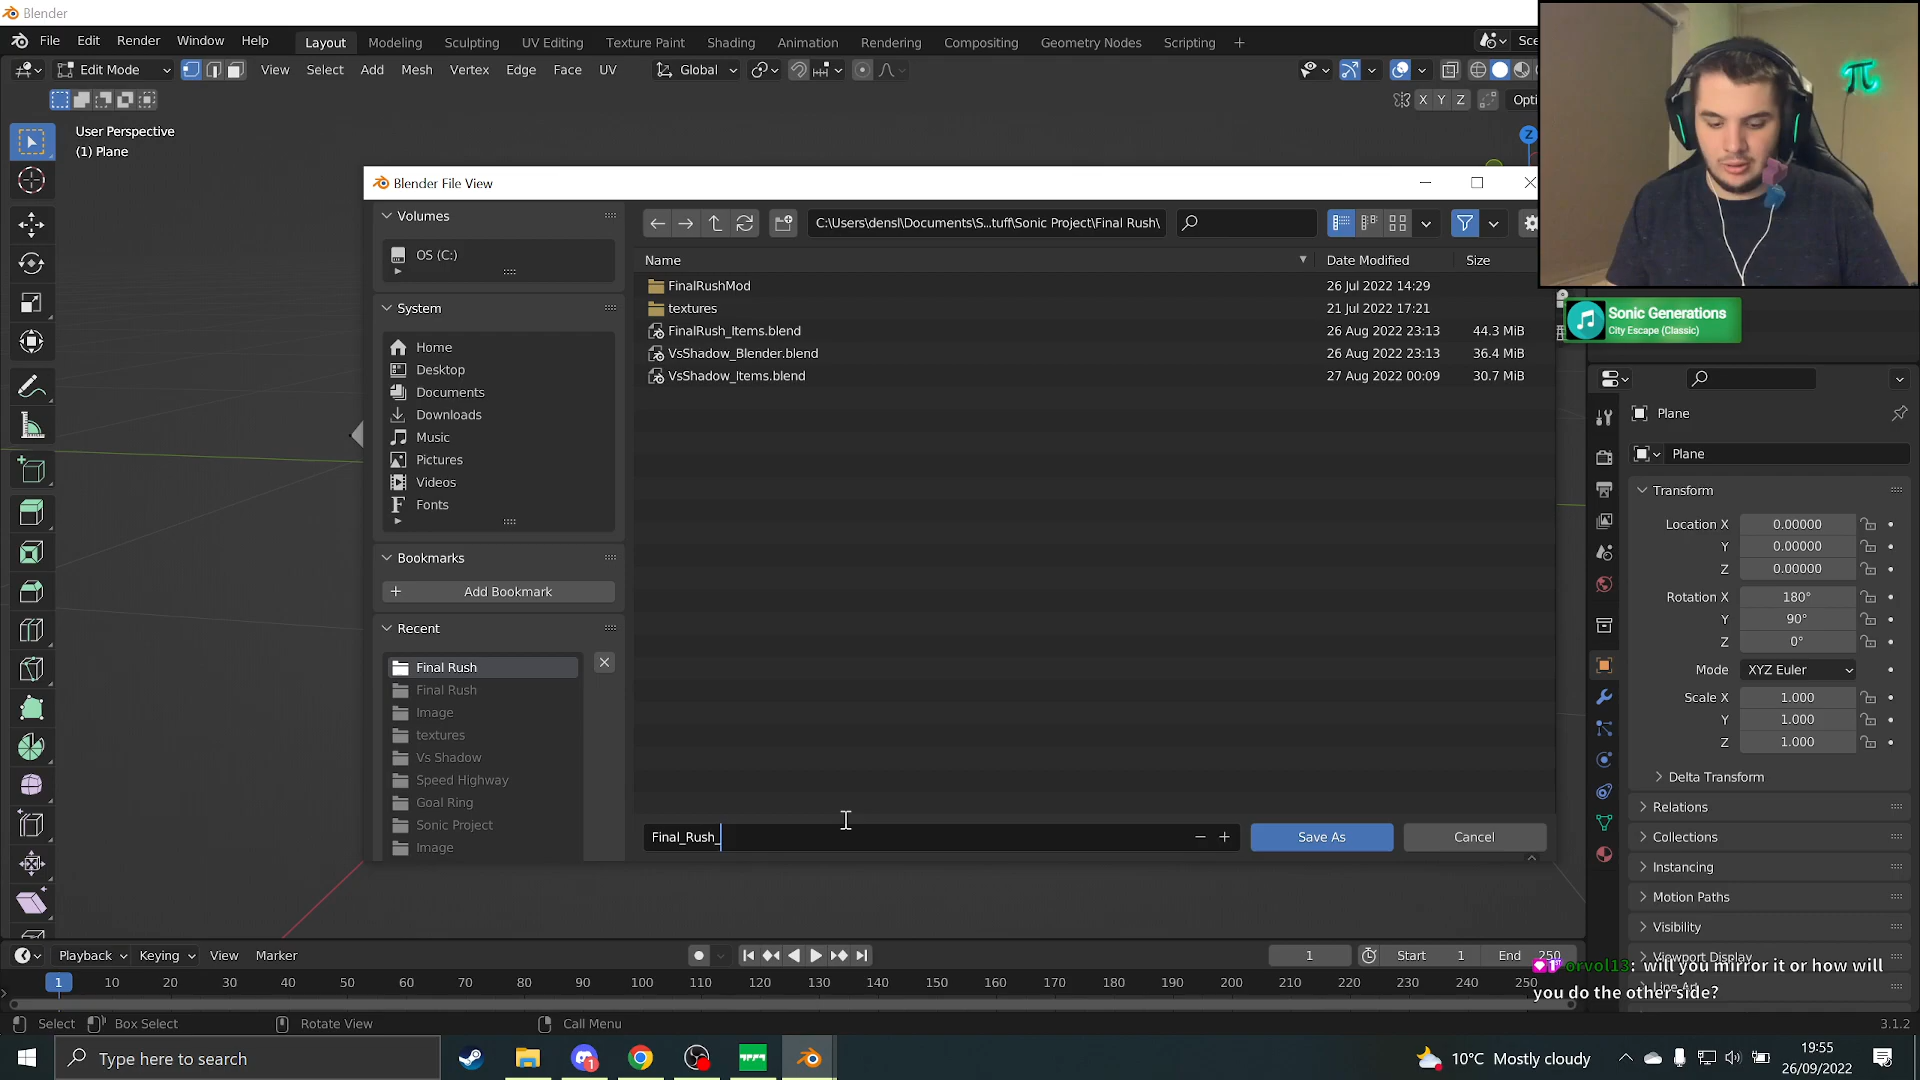 Blender
File Edit Render Window Help Layout Modeling Sculpting UV Editing Texture Paint Shading Animation Rendering Compositing Geometry Nodes Scripting + Sce
Edit Mode View Select Add Mesh Vertex Edge Face UV Global
X Y Z Opti
User Perspective
(1) Plane
Z
π
Blender File View
Volumes
OS (C:)
System
Home
Desktop
Documents
Downloads
Music
Pictures
Videos
Fonts
Bookmarks
+ Add Bookmark
Recent
Final Rush
Final Rush
Image
textures
Vs Shadow
Speed Highway
Goal Ring
Sonic Project
Image
C:\Users\densl\Documents\S...tuff\Sonic Project\Final Rush\
Name Date Modified Size
FinalRushMod 26 Jul 2022 14:29
textures 21 Jul 2022 17:21
FinalRush_Items.blend 26 Aug 2022 23:13 44.3 MiB
VsShadow_Blender.blend 26 Aug 2022 23:13 36.4 MiB
VsShadow_Items.blend 27 Aug 2022 00:09 30.7 MiB
Final_Rush_ − + Save As Cancel
Sonic Generations
City Escape (Classic)
Plane
Plane
Transform
Location X 0.00000
Y 0.00000
Z 0.00000
Rotation X 180°
Y 90°
Z 0°
Mode XYZ Euler
Scale X 1.000
Y 1.000
Z 1.000
Delta Transform
Relations
Collections
Instancing
Motion Paths
Visibility
Viewport Display
Line Art
orvol13: will you mirror it or how will
you do the other side?
Playback Keying View Marker 1 Start 1 End 250
1 10 20 30 40 50 60 70 80 90 100 110 120 130 140 150 160 170 180 190 200 210 220 230 240 250
Select Box Select Rotate View Call Menu 3.1.2
Type here to search 1 10°C Mostly cloudy 19:55
26/09/2022